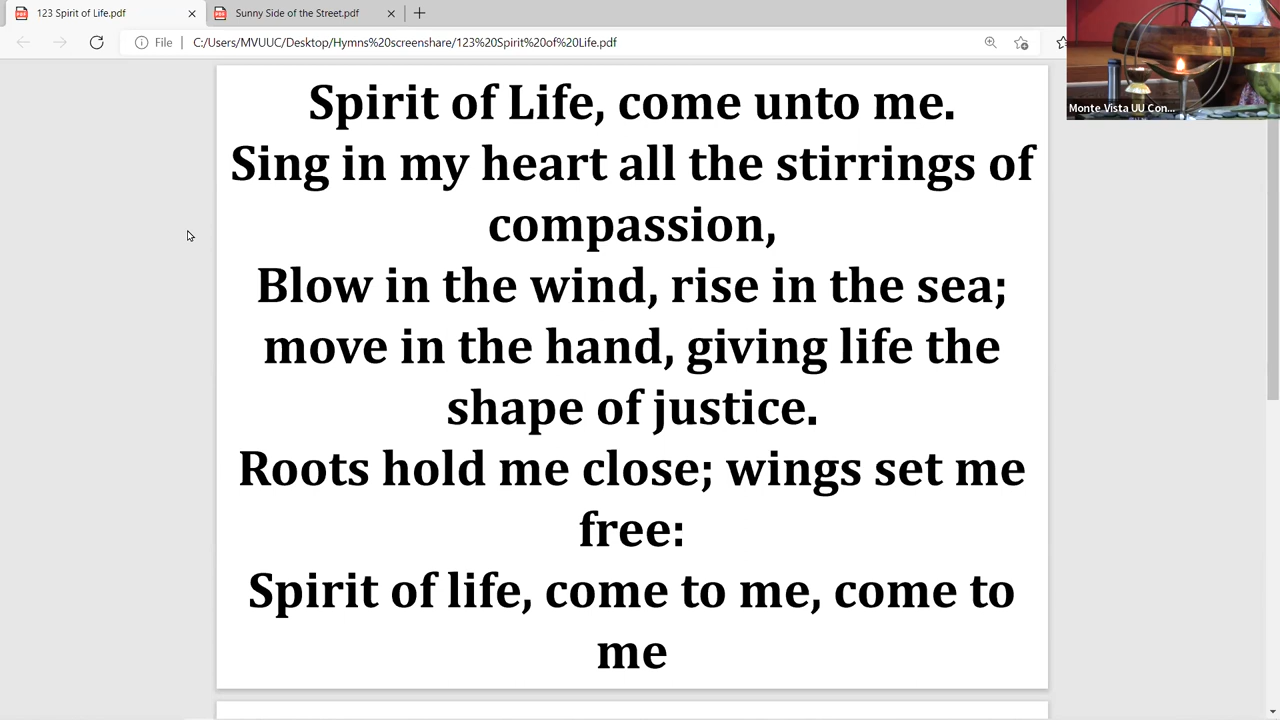 123 Spirit of Life.pdf
Sunny Side of the Street.pdf
File
C:/Users/MVUUC/Desktop/Hymns%20screenshare/123%20Spirit%20of%20Life.pdf
Monte Vista UU Con...
Spirit of Life, come unto me.
Sing in my heart all the stirrings of
compassion,
Blow in the wind, rise in the sea;
move in the hand, giving life the
shape of justice.
Roots hold me close; wings set me
free:
Spirit of life, come to me, come to
me